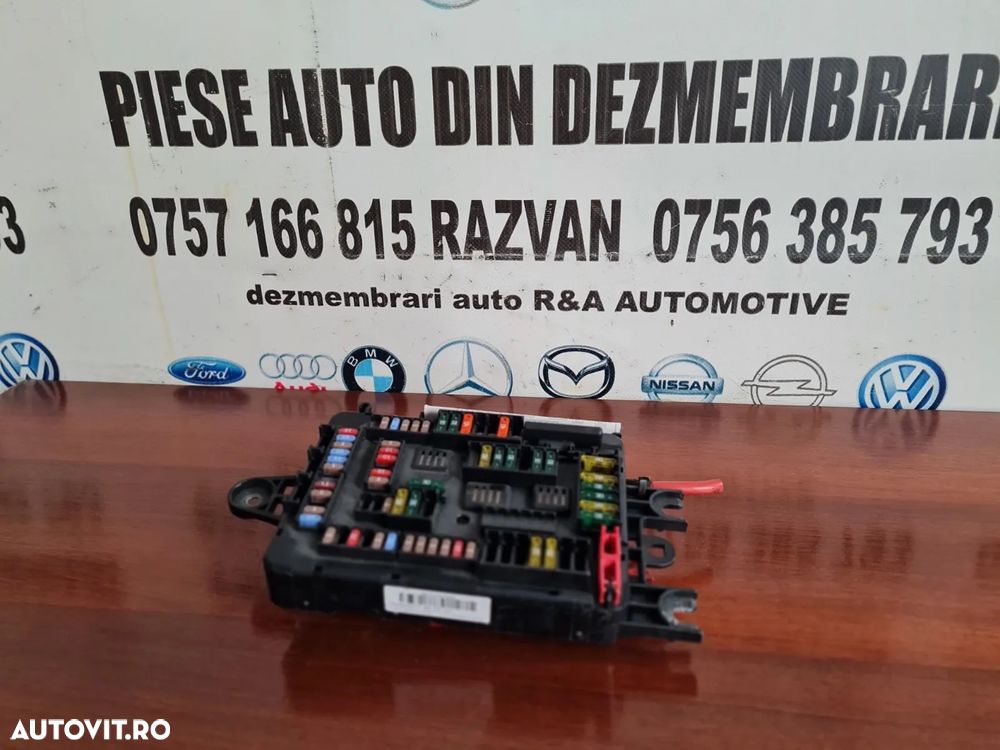 PIESE AUTO DIN DEZMEMBRARI
3 0757 166 815 RAZVAN 0756 385 793
dezmembrari auto R&A AUTOMOTIVE
Ford Audi BMW NISSAN
AUTOVIT.RO